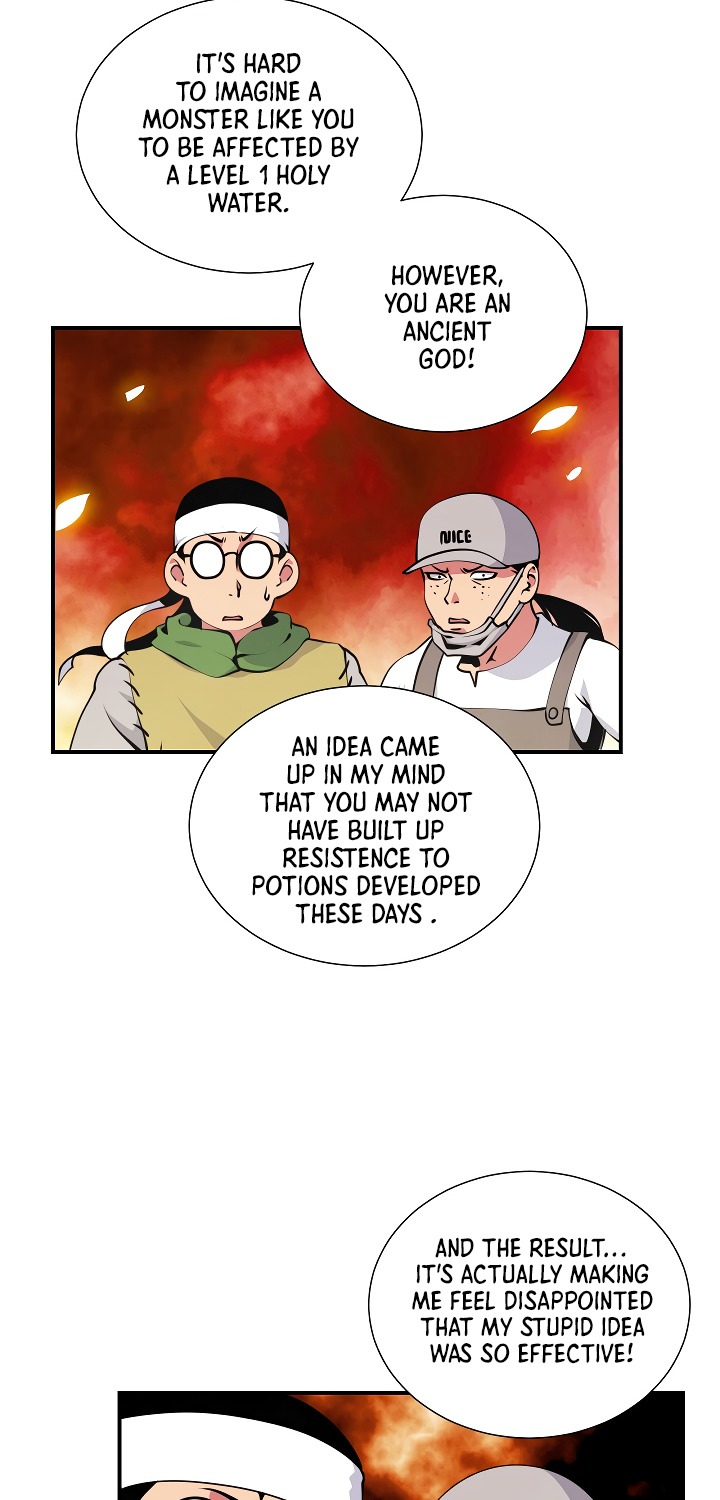 IT'S HARD
TO IMAGINE A
MONSTER LIKE YOU
TO BE AFFECTED BY
A LEVEL 1 HOLY
WATER.
HOWEVER,
YOU ARE AN
ANCIENT
GOD!
NICE
AN IDEA CAME
UP IN MY MIND
THAT YOU MAY NOT
HAVE BUILT UP
RESISTENCE TO
POTIONS DEVELOPED
THESE DAYS .
AND THE RESULT...
IT'S ACTUALLY MAKING
ME FEEL DISAPPOINTED
THAT MY STUPID IDEA
WAS SO EFFECTIVE!